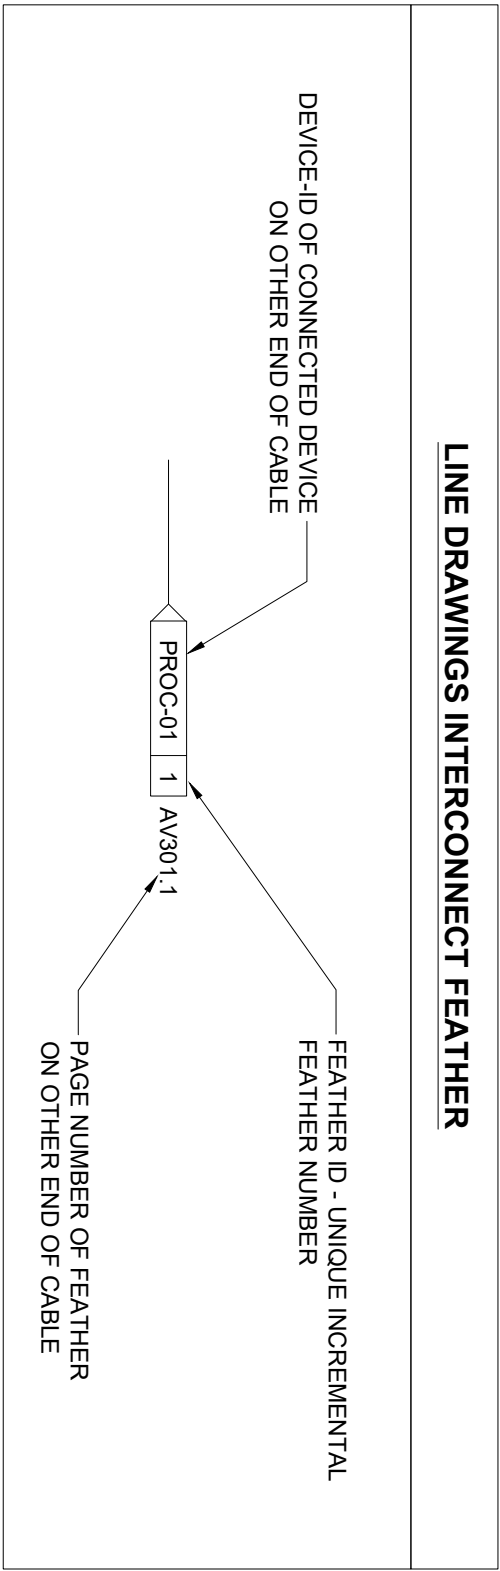 LINE DRAWINGS INTERCONNECT FEATHER
DEVICE-ID OF CONNECTED DEVICE
ON OTHER END OF CABLE
FEATHER ID - UNIQUE INCREMENTAL
FEATHER NUMBER
PROC-01 1 AV301.1
PAGE NUMBER OF FEATHER
ON OTHER END OF CABLE